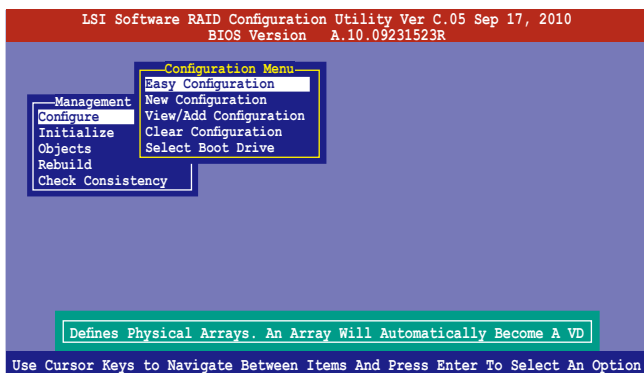 LSI Software RAID Configuration Utility Ver C.05 Sep 17, 2010
BIOS Version A.10.09231523R
Configuration Menu
Easy Configuration
New Configuration
View/Add Configuration
Clear Configuration
Select Boot Drive
Management
Configure
Initialize
Objects
Rebuild
Check Consistency
Defines Physical Arrays. An Array Will Automatically Become A VD
Use Cursor Keys to Navigate Between Items And Press Enter To Select An Option